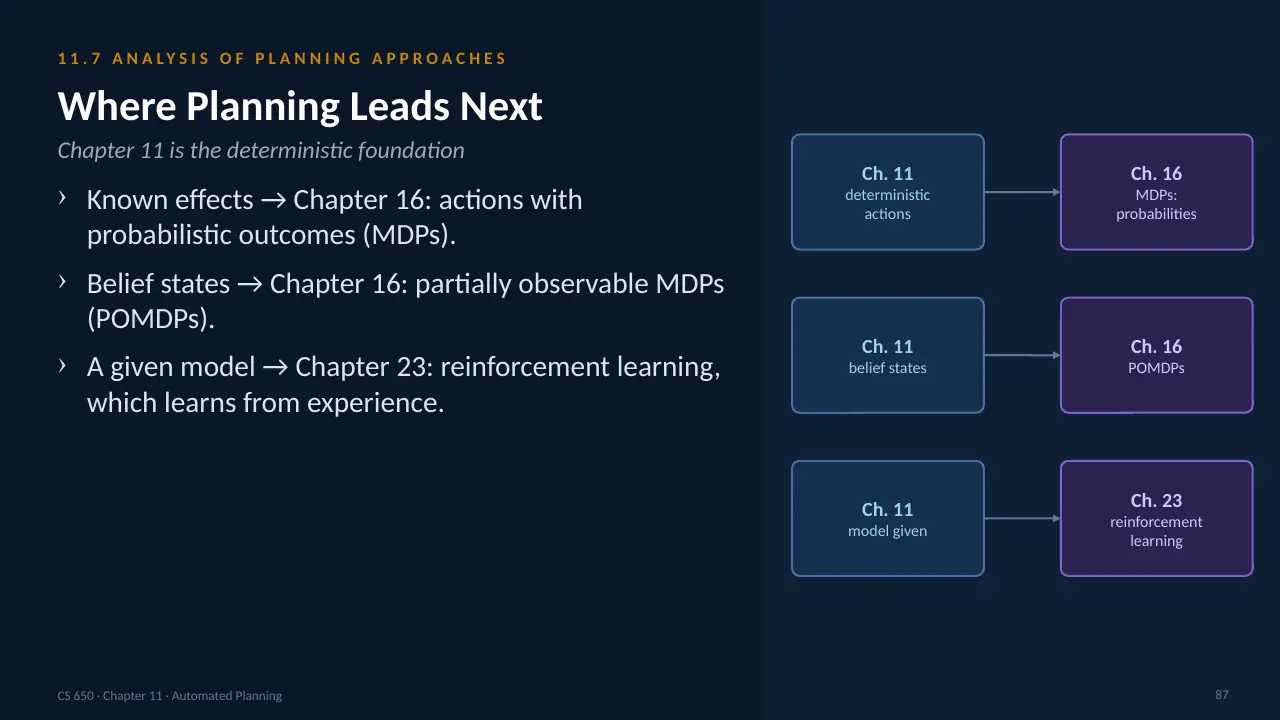 11.7 ANALYSIS OF PLANNING APPROACHES
Where Planning Leads Next
Chapter 11 is the deterministic foundation
› Known effects → Chapter 16: actions with
probabilistic outcomes (MDPs).
› Belief states → Chapter 16: partially observable MDPs
(POMDPs).
› A given model → Chapter 23: reinforcement learning,
which learns from experience.
Ch. 11
deterministic
actions
Ch. 16
MDPs:
probabilities
Ch. 11
belief states
Ch. 16
POMDPs
Ch. 11
model given
Ch. 23
reinforcement
learning
CS 650 · Chapter 11 · Automated Planning
87